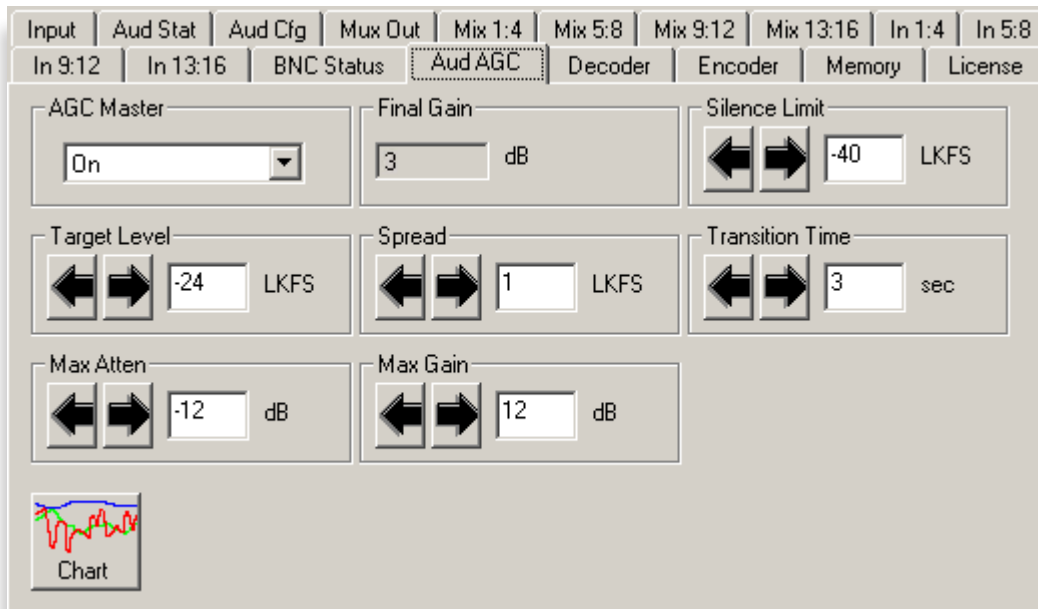 Input Aud Stat Aud Cfg Mux Out Mix 1:4 Mix 5:8 Mix 9:12 Mix 13:16 In 1:4 In 5:8
In 9:12 In 13:16 BNC Status Aud AGC Decoder Encoder Memory License
AGC Master Final Gain Silence Limit
On 3 dB -40 LKFS
Target Level Spread Transition Time
-24 LKFS 1 LKFS 3 sec
Max Atten Max Gain
-12 dB 12 dB
Chart